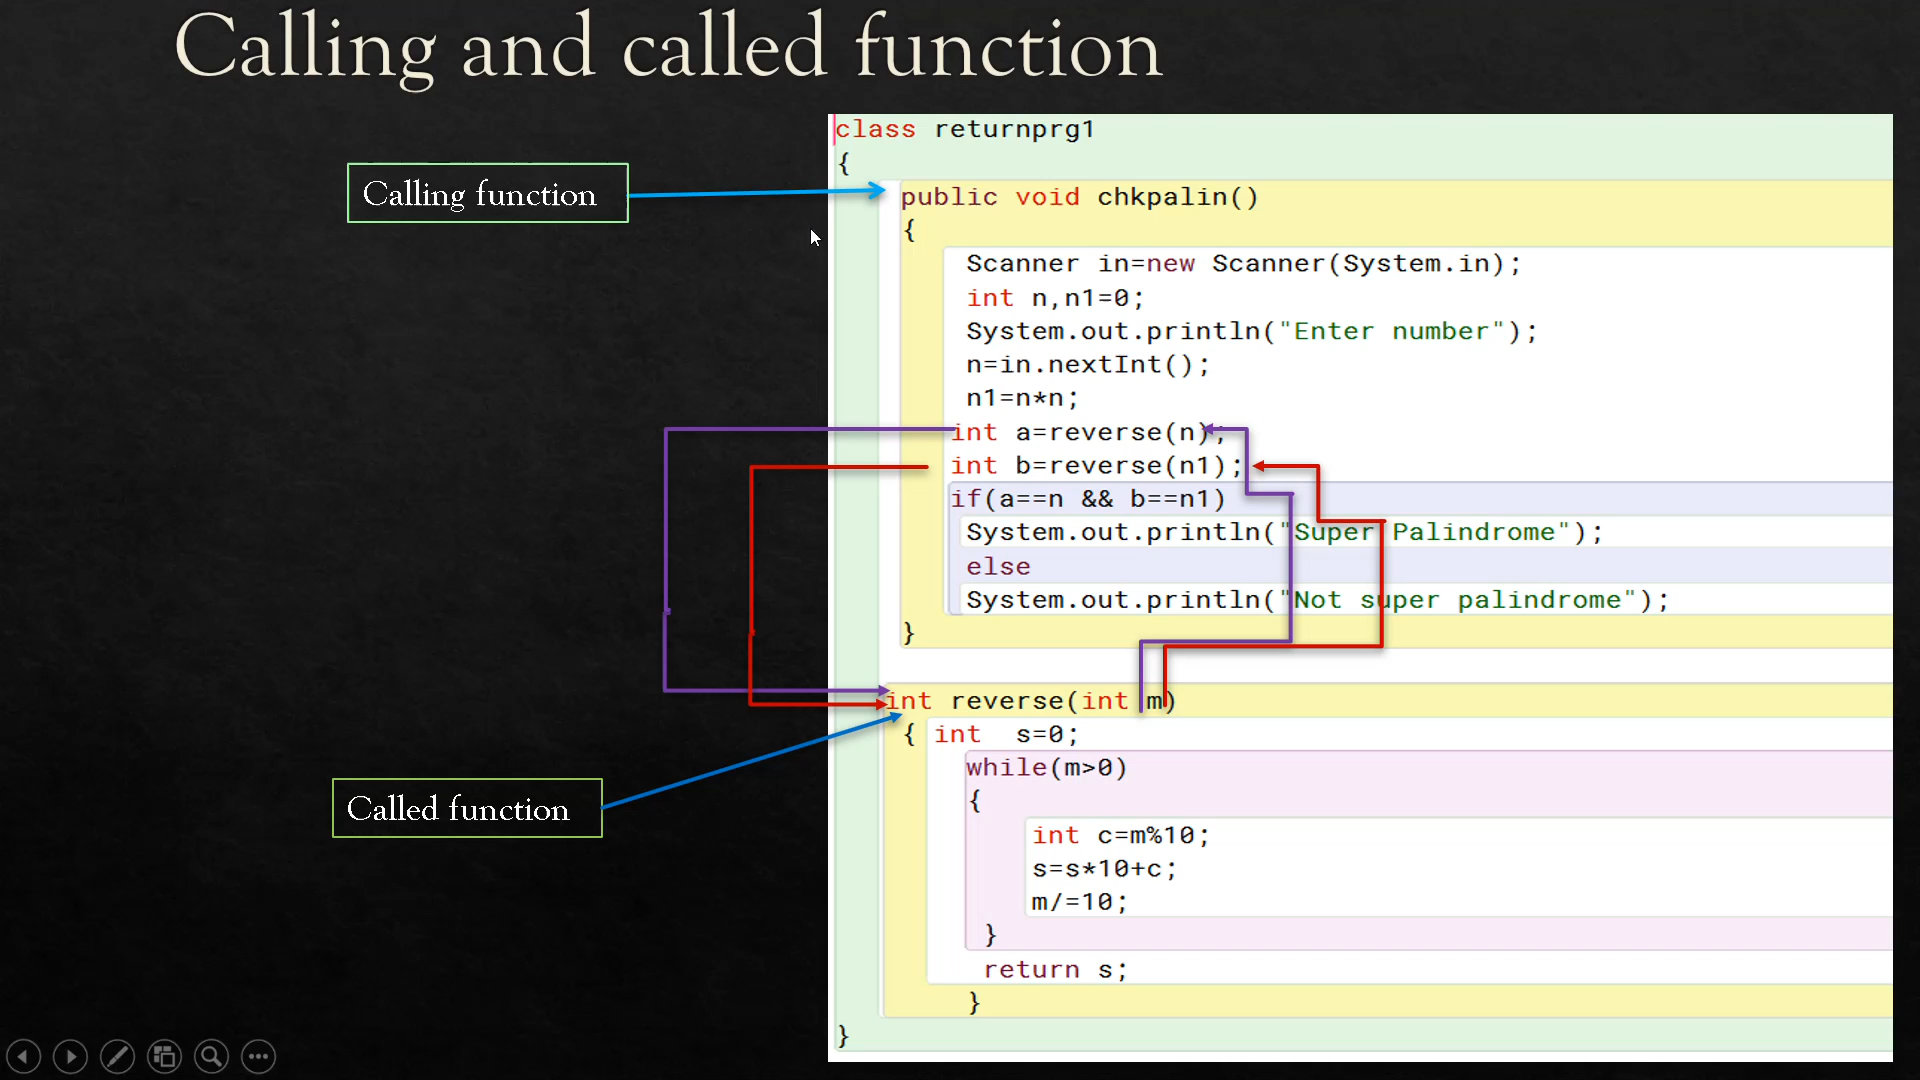 Calling and called function
Calling function
class returnprg1
{
public void chkpalin()
{
Scanner in=new Scanner(System.in);
int n,n1=0;
System.out.println("Enter number");
n=in.nextInt();
n1=n*n;
int a=reverse(n);
int b=reverse(n1);
if(a==n && b==n1)
System.out.println("Super Palindrome");
else
System.out.println("Not super palindrome");
}
int reverse(int m)
{ int  s=0;
while(m>0)
{
int c=m%10;
s=s*10+c;
m/=10;
}
return s;
}
}
Called function